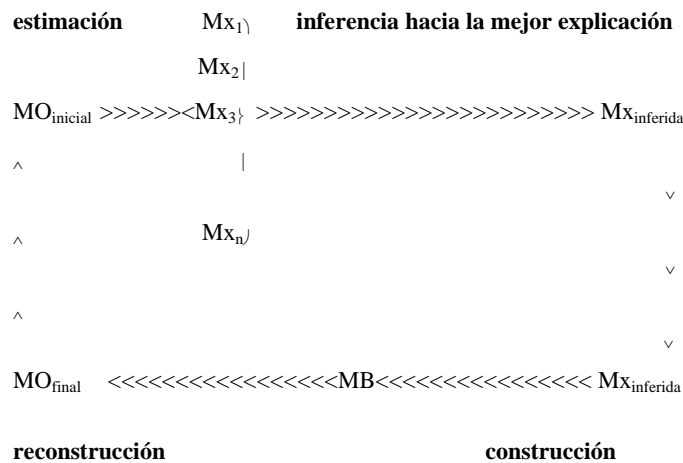 estimación Mx₁⎫ inferencia hacia la mejor explicación
Mx₂|
MOinicial >>>>>><Mx₃} >>>>>>>>>>>>>>>>>>>>>>>>> Mxinferida
^ |
˅
^ Mxn⎭
˅
^
˅
MOfinal <<<<<<<<<<<<<<<<<MB<<<<<<<<<<<<<<<< Mxinferida
reconstrucción construcción